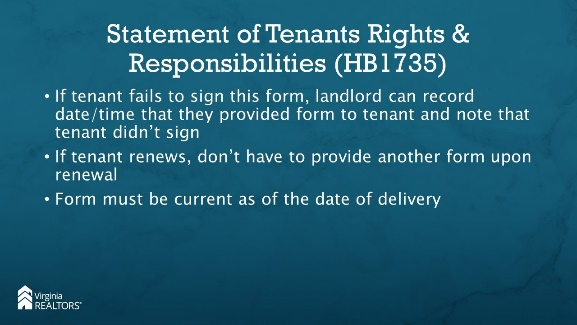 Statement of Tenants Rights &
Responsibilities (HB1735)
• If tenant fails to sign this form, landlord can record
date/time that they provided form to tenant and note that
tenant didn't sign
• If tenant renews, don't have to provide another form upon
renewal
• Form must be current as of the date of delivery
Virginia
REALTORS®